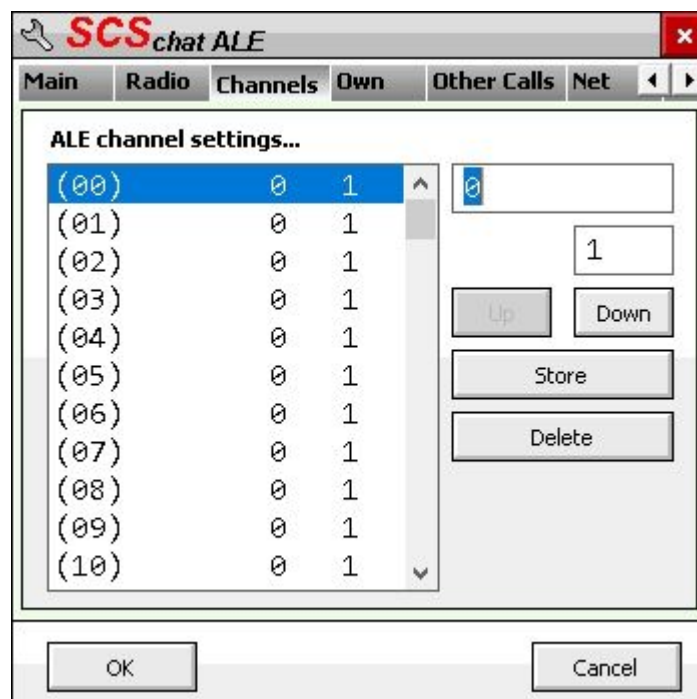 SCS chat ALE
Main Radio Channels Own Other Calls Net
ALE channel settings...
(00) 0 1
(01) 0 1
(02) 0 1
(03) 0 1
(04) 0 1
(05) 0 1
(06) 0 1
(07) 0 1
(08) 0 1
(09) 0 1
(10) 0 1
0
1
Up Down
Store
Delete
OK Cancel